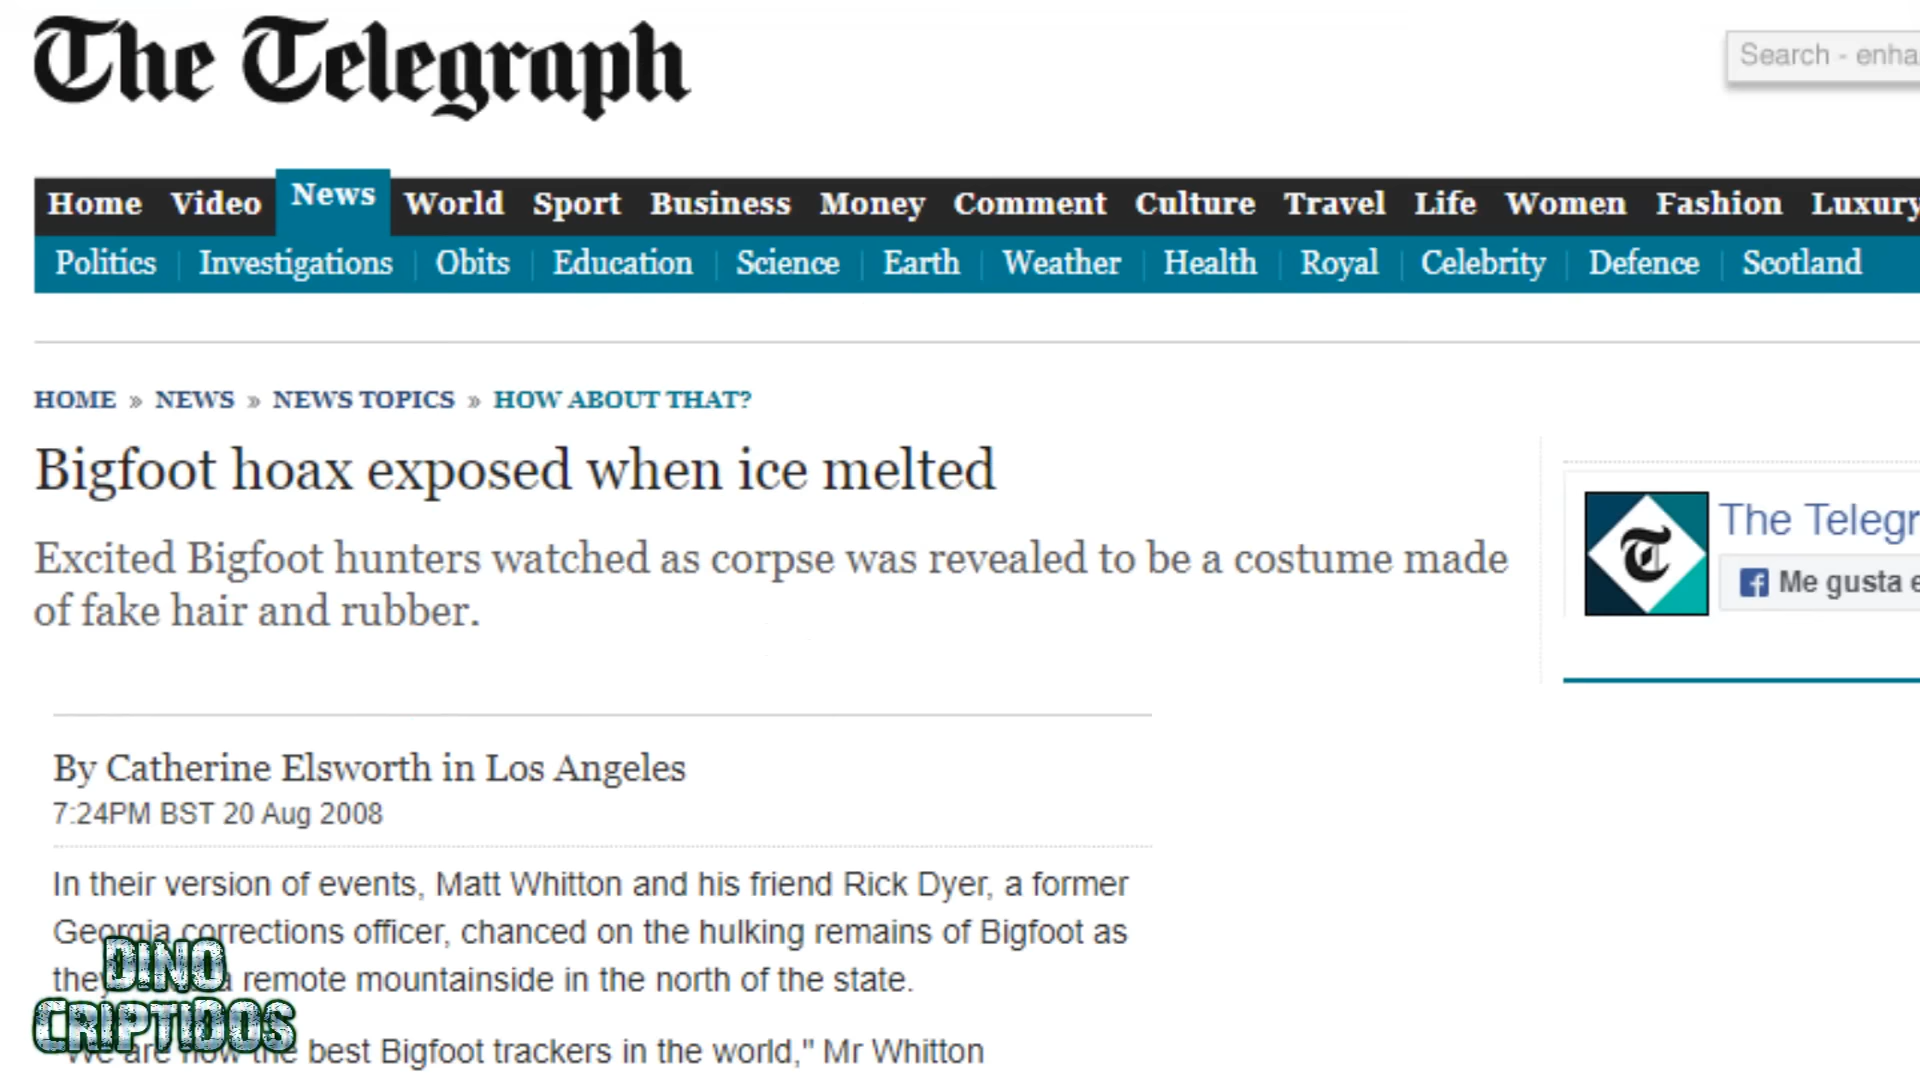 The Telegraph
Search - enha
Home Video News World Sport Business Money Comment Culture Travel Life Women Fashion Luxury
Politics Investigations Obits Education Science Earth Weather Health Royal Celebrity Defence Scotland
HOME » NEWS » NEWS TOPICS » HOW ABOUT THAT?
Bigfoot hoax exposed when ice melted
Excited Bigfoot hunters watched as corpse was revealed to be a costume made
of fake hair and rubber.
The Telegr
Me gusta e
By Catherine Elsworth in Los Angeles
7:24PM BST 20 Aug 2008
In their version of events, Matt Whitton and his friend Rick Dyer, a former
Georgia corrections officer, chanced on the hulking remains of Bigfoot as
they a remote mountainside in the north of the state.
"We are now the best Bigfoot trackers in the world," Mr Whitton
DINO
CRIPTIDOS